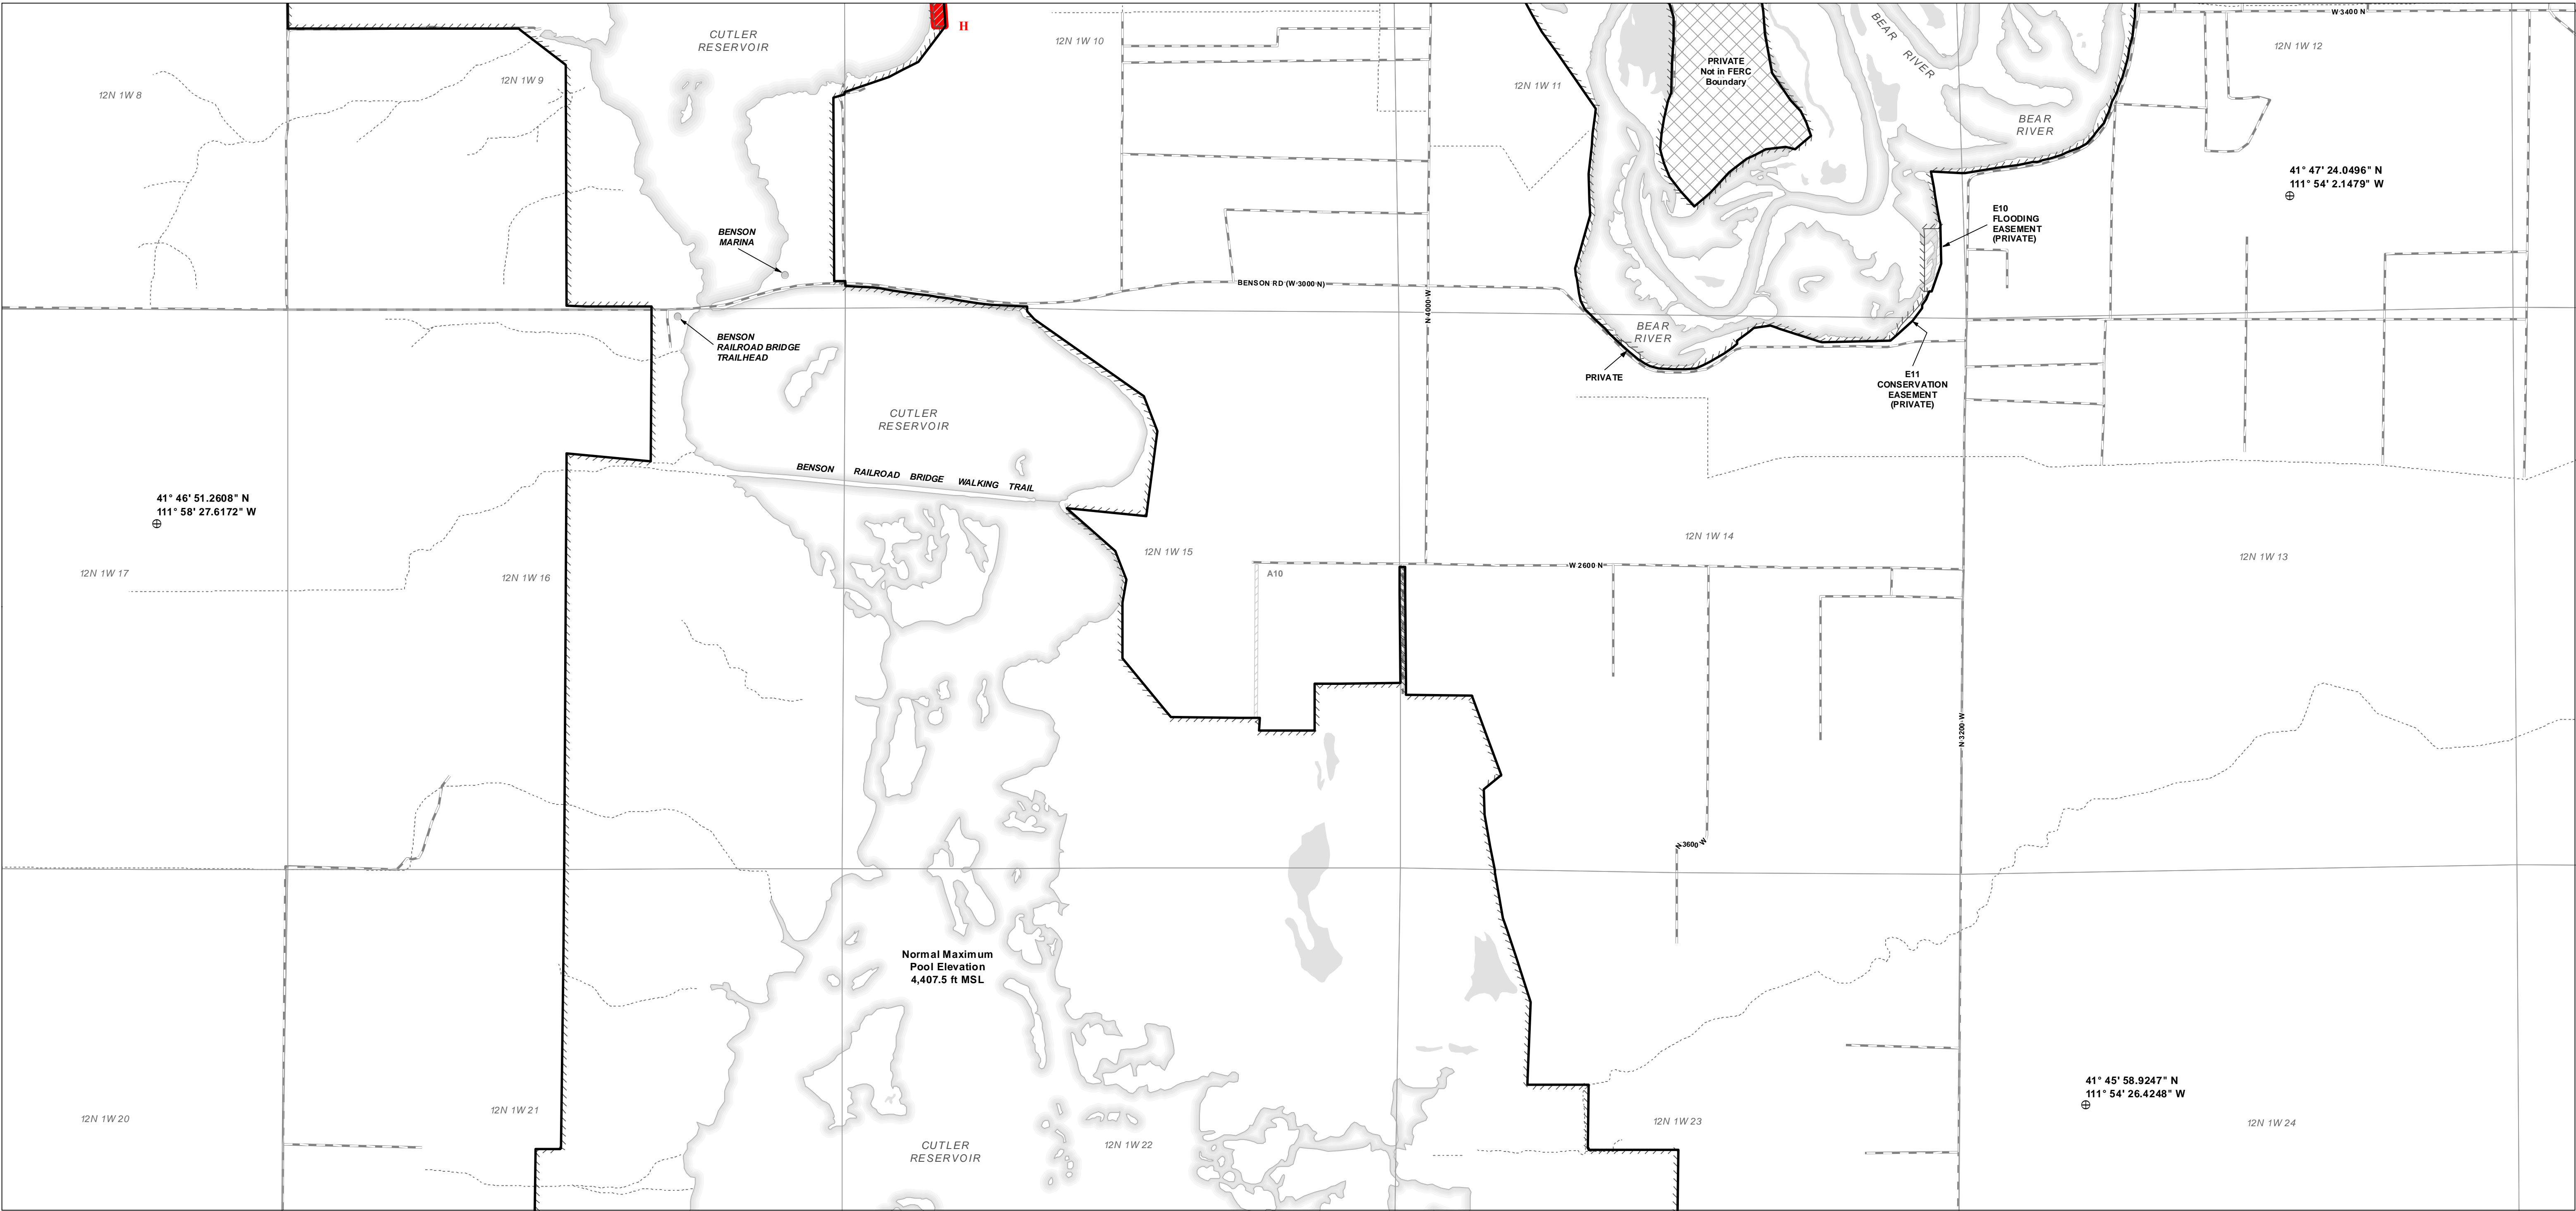 W 3400 N
H
CUTLER
RESERVOIR
12N 1W 10
BEAR
RIVER
12N 1W 12
PRIVATE
Not in FERC
Boundary
12N 1W 9
12N 1W 11
12N 1W 8
BEAR
RIVER
41° 47' 24.0496" N
111° 54' 2.1479" W
E10
FLOODING
EASEMENT
(PRIVATE)
BENSON
MARINA
BENSON RD (W 3000 N)
N 4000 W
BENSON
RAILROAD BRIDGE
TRAILHEAD
BEAR
RIVER
PRIVATE
E11
CONSERVATION
EASEMENT
(PRIVATE)
CUTLER
RESERVOIR
BENSON RAILROAD BRIDGE WALKING TRAIL
41° 46' 51.2608" N
111° 58' 27.6172" W
12N 1W 14
12N 1W 15
12N 1W 13
W 2600 N
A10
12N 1W 17
12N 1W 16
N 3200 W
N 3600 W
Normal Maximum
Pool Elevation
4,407.5 ft MSL
41° 45' 58.9247" N
111° 54' 26.4248" W
12N 1W 20
12N 1W 21
12N 1W 23
12N 1W 24
CUTLER
RESERVOIR
12N 1W 22